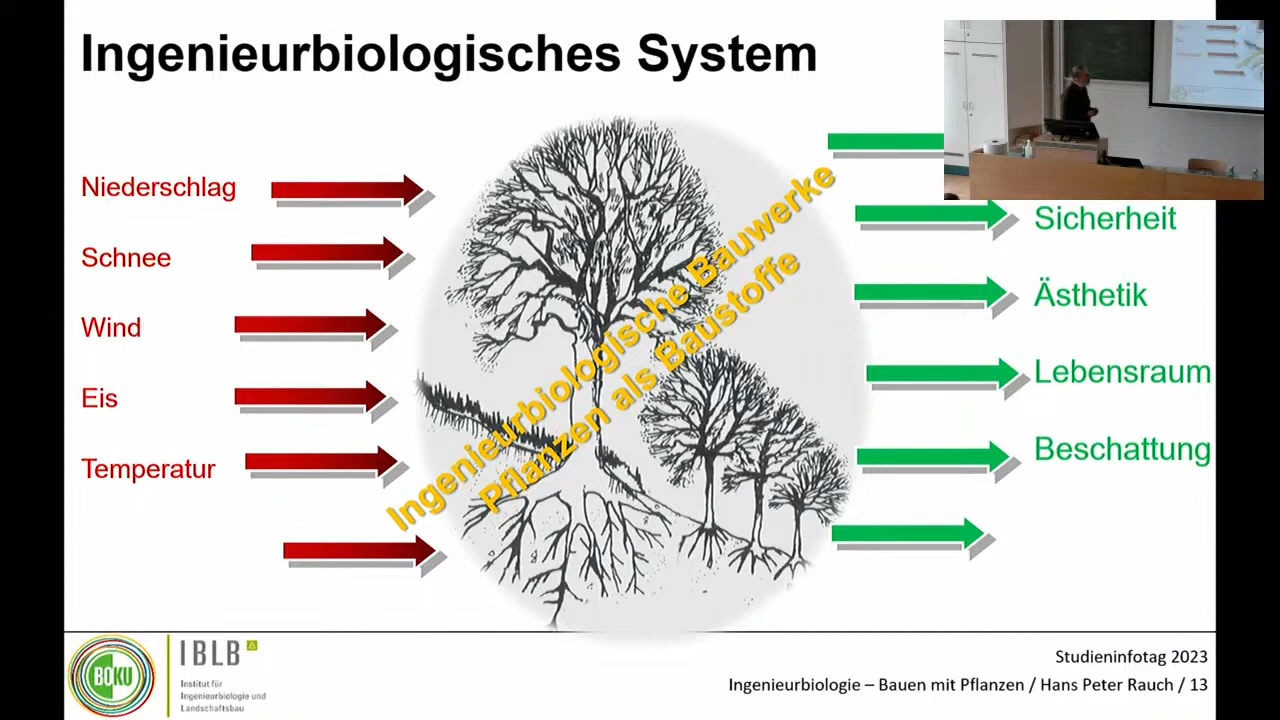 Ingenieurbiologisches System
Niederschlag
Schnee
Wind
Eis
Temperatur
Ingenieurbiologische Bauwerke
Pflanzen als Baustoffe
Sicherheit
Ästhetik
Lebensraum
Beschattung
BOKU
IBLB
Institut für
Ingenieurbiologie und
Landschaftsbau
Studieninfotag 2023
Ingenieurbiologie – Bauen mit Pflanzen / Hans Peter Rauch / 13